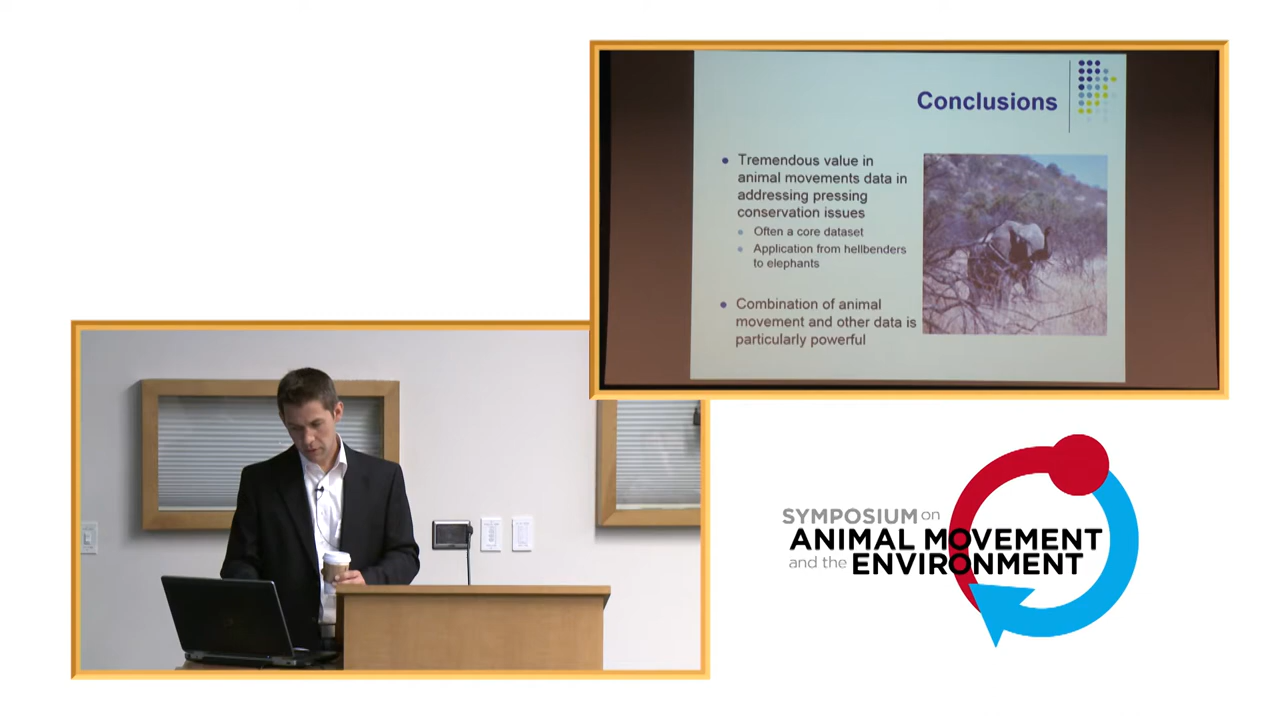 Conclusions
Tremendous value in
animal movements data in
addressing pressing
conservation issues
Often a core dataset
Application from hellbenders
to elephants
Combination of animal
movement and other data is
particularly powerful
SYMPOSIUM on
ANIMAL MOVEMENT
and the ENVIRONMENT